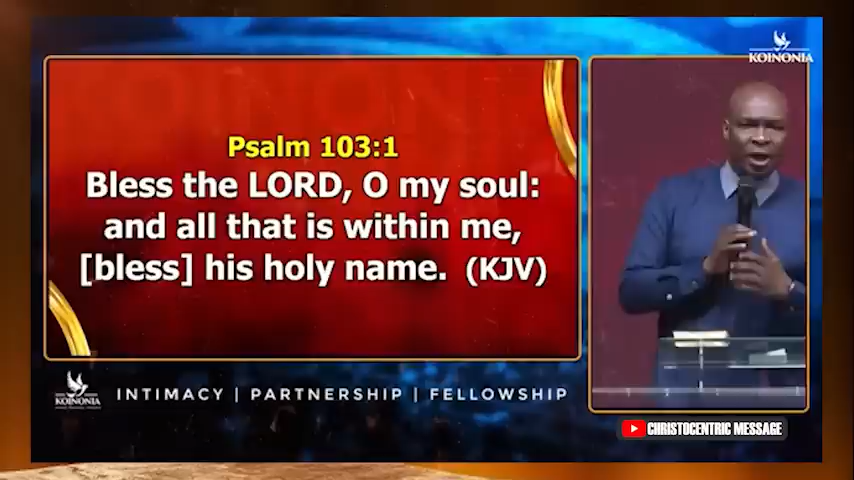 KOINONIA
Psalm 103:1
Bless the LORD, O my soul:
and all that is within me,
[bless] his holy name. (KJV)
KOINONIA
INTIMACY | PARTNERSHIP | FELLOWSHIP
CHRISTOCENTRIC MESSAGE